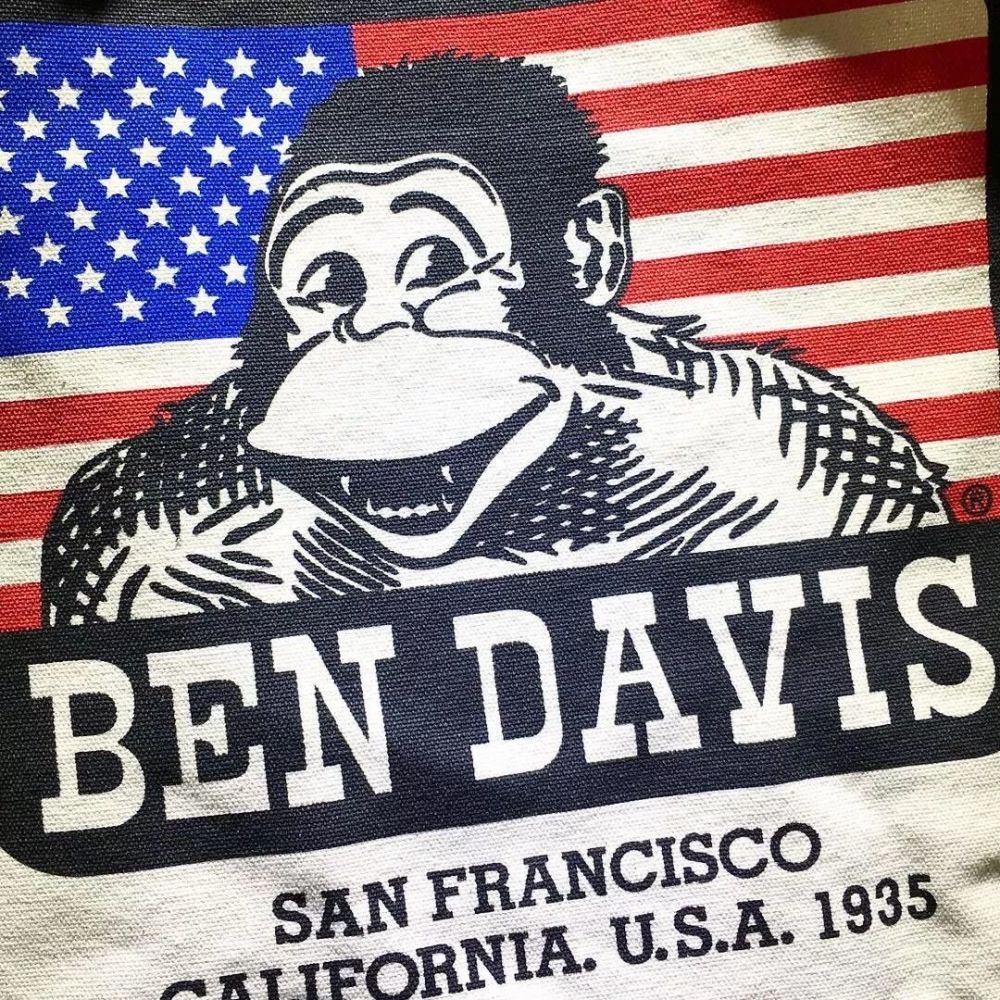 ®
BEN DAVIS
SAN FRANCISCO
CALIFORNIA. U.S.A. 1935